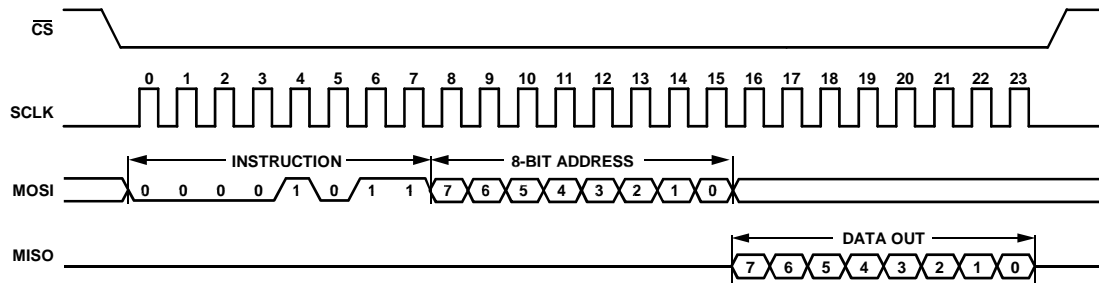 CS
0 1 2 3 4 5 6 7 8 9 10 11 12 13 14 15 16 17 18 19 20 21 22 23
SCLK
INSTRUCTION 8-BIT ADDRESS
MOSI 0 0 0 0 1 0 1 1 7 6 5 4 3 2 1 0
DATA OUT
MISO 7 6 5 4 3 2 1 0